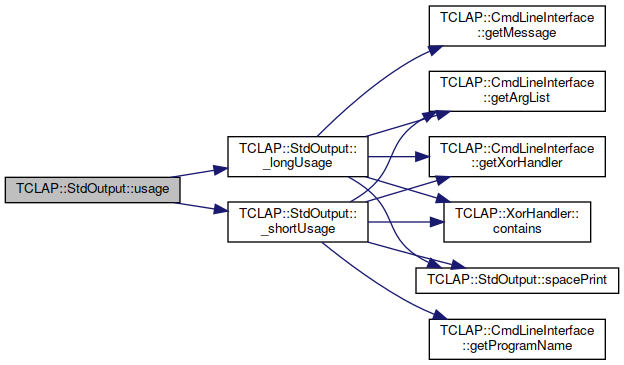 TCLAP::StdOutput::usage
TCLAP::StdOutput::
_longUsage
TCLAP::StdOutput::
_shortUsage
TCLAP::CmdLineInterface
::getMessage
TCLAP::CmdLineInterface
::getArgList
TCLAP::CmdLineInterface
::getXorHandler
TCLAP::XorHandler::
contains
TCLAP::StdOutput::spacePrint
TCLAP::CmdLineInterface
::getProgramName